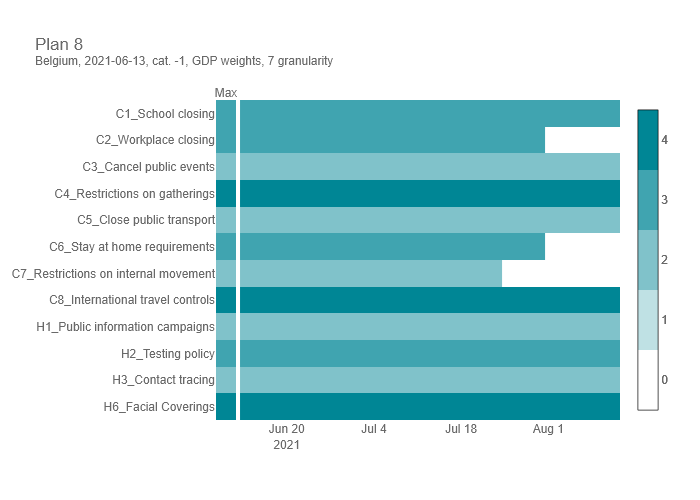 Plan 8
Belgium, 2021-06-13, cat. -1, GDP weights, 7 granularity
Max
C1_School closing
C2_Workplace closing
C3_Cancel public events
C4_Restrictions on gatherings
C5_Close public transport
C6_Stay at home requirements
C7_Restrictions on internal movement
C8_International travel controls
H1_Public information campaigns
H2_Testing policy
H3_Contact tracing
H6_Facial Coverings
Jun 20 Jul 4 Jul 18 Aug 1
2021
4
3
2
1
0